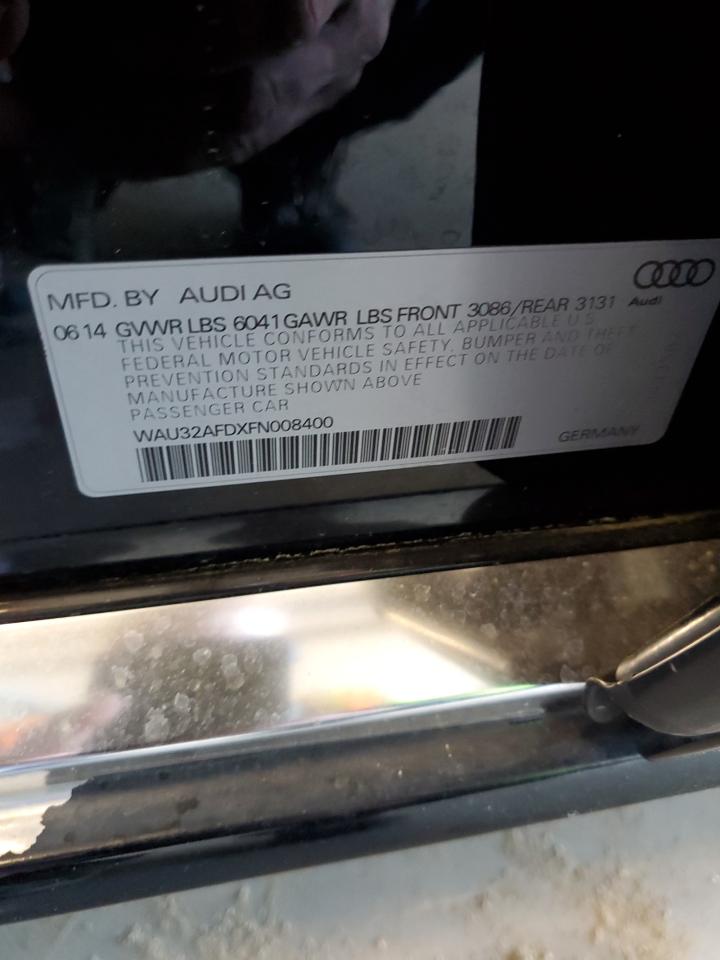 MFD. BY AUDI AG
06 14 GVWR LBS 6041 GAWR LBS FRONT 3086/REAR 3131
Audi
THIS VEHICLE CONFORMS TO ALL APPLICABLE U.S.
FEDERAL MOTOR VEHICLE SAFETY, BUMPER AND THEFT
PREVENTION STANDARDS IN EFFECT ON THE DATE OF
MANUFACTURE SHOWN ABOVE
PASSENGER CAR
WAU32AFDXFN008400
GERMANY